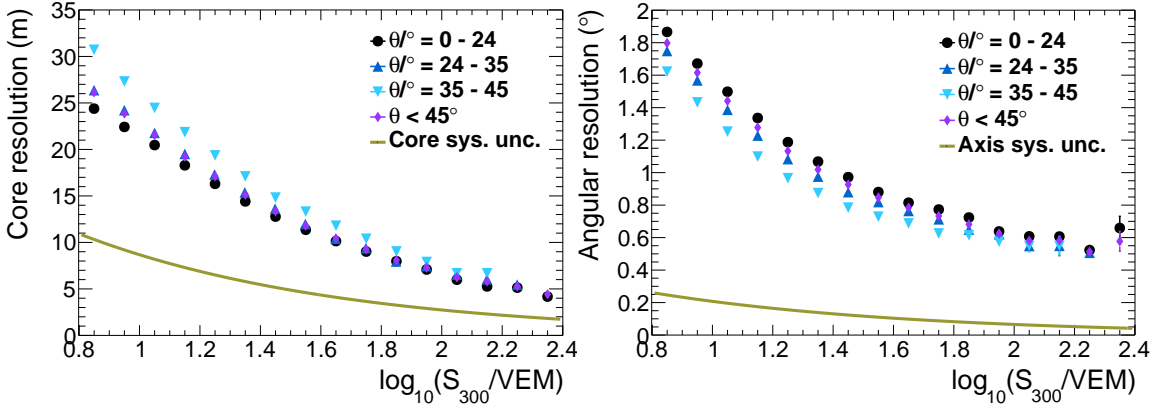 Core resolution (m)
35
30
25
20
15
10
5
0
θ/° = 0 - 24
θ/° = 24 - 35
θ/° = 35 - 45
θ < 45°
Core sys. unc.
0.8 1 1.2 1.4 1.6 1.8 2 2.2 2.4
log10(S300/VEM)
Angular resolution (°)
2
1.8
1.6
1.4
1.2
1
0.8
0.6
0.4
0.2
0
θ/° = 0 - 24
θ/° = 24 - 35
θ/° = 35 - 45
θ < 45°
Axis sys. unc.
0.8 1 1.2 1.4 1.6 1.8 2 2.2 2.4
log10(S300/VEM)